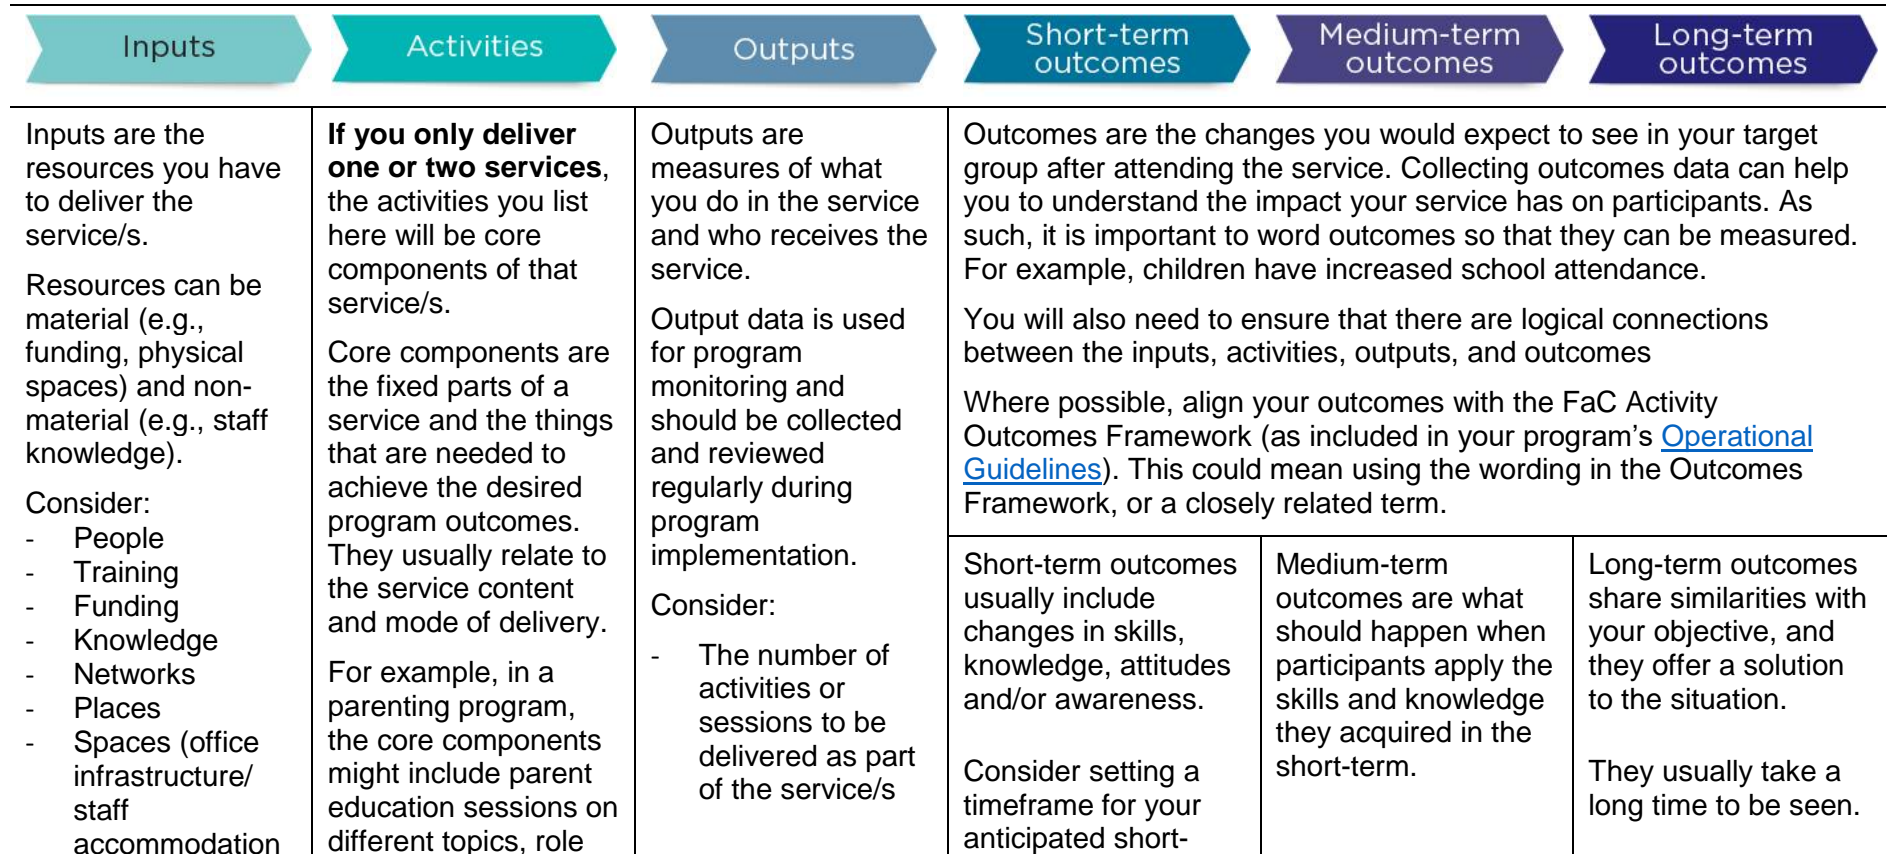 Inputs
Activities
Outputs
Short-term
outcomes
Medium-term
outcomes
Long-term
outcomes
Inputs are the
resources you have
to deliver the
service/s.
Resources can be
material (e.g.,
funding, physical
spaces) and non-
material (e.g., staff
knowledge).
Consider:
- People
- Training
- Funding
- Knowledge
- Networks
- Places
- Spaces (office
infrastructure/
staff
accommodation
If you only deliver
one or two services,
the activities you list
here will be core
components of that
service/s.
Core components are
the fixed parts of a
service and the things
that are needed to
achieve the desired
program outcomes.
They usually relate to
the service content
and mode of delivery.
For example, in a
parenting program,
the core components
might include parent
education sessions on
different topics, role
Outputs are
measures of what
you do in the service
and who receives the
service.
Output data is used
for program
monitoring and
should be collected
and reviewed
regularly during
program
implementation.
Consider:
- The number of
activities or
sessions to be
delivered as part
of the service/s
Outcomes are the changes you would expect to see in your target
group after attending the service. Collecting outcomes data can help
you to understand the impact your service has on participants. As
such, it is important to word outcomes so that they can be measured.
For example, children have increased school attendance.
You will also need to ensure that there are logical connections
between the inputs, activities, outputs, and outcomes
Where possible, align your outcomes with the FaC Activity
Outcomes Framework (as included in your program's Operational
Guidelines). This could mean using the wording in the Outcomes
Framework, or a closely related term.
Short-term outcomes
usually include
changes in skills,
knowledge, attitudes
and/or awareness.
Consider setting a
timeframe for your
anticipated short-
Medium-term
outcomes are what
should happen when
participants apply the
skills and knowledge
they acquired in the
short-term.
Long-term outcomes
share similarities with
your objective, and
they offer a solution
to the situation.
They usually take a
long time to be seen.